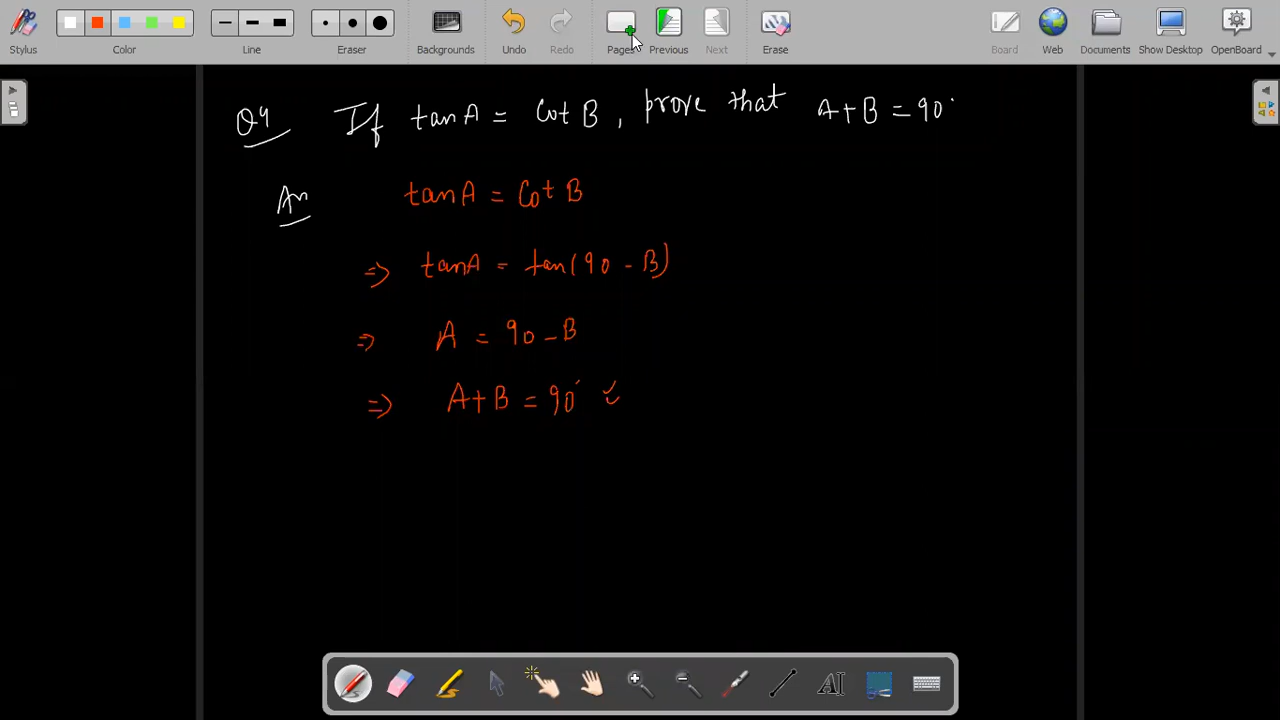 Stylus Color Line Eraser Backgrounds Undo Redo Pages Previous Next Erase Board Web Documents Show Desktop OpenBoard
Q4 If tan A = Cot B, prove that A+B = 90°
An tan A = Cot B
⇒ tan A = tan(90 - B)
⇒ A = 90 - B
⇒ A+B = 90°